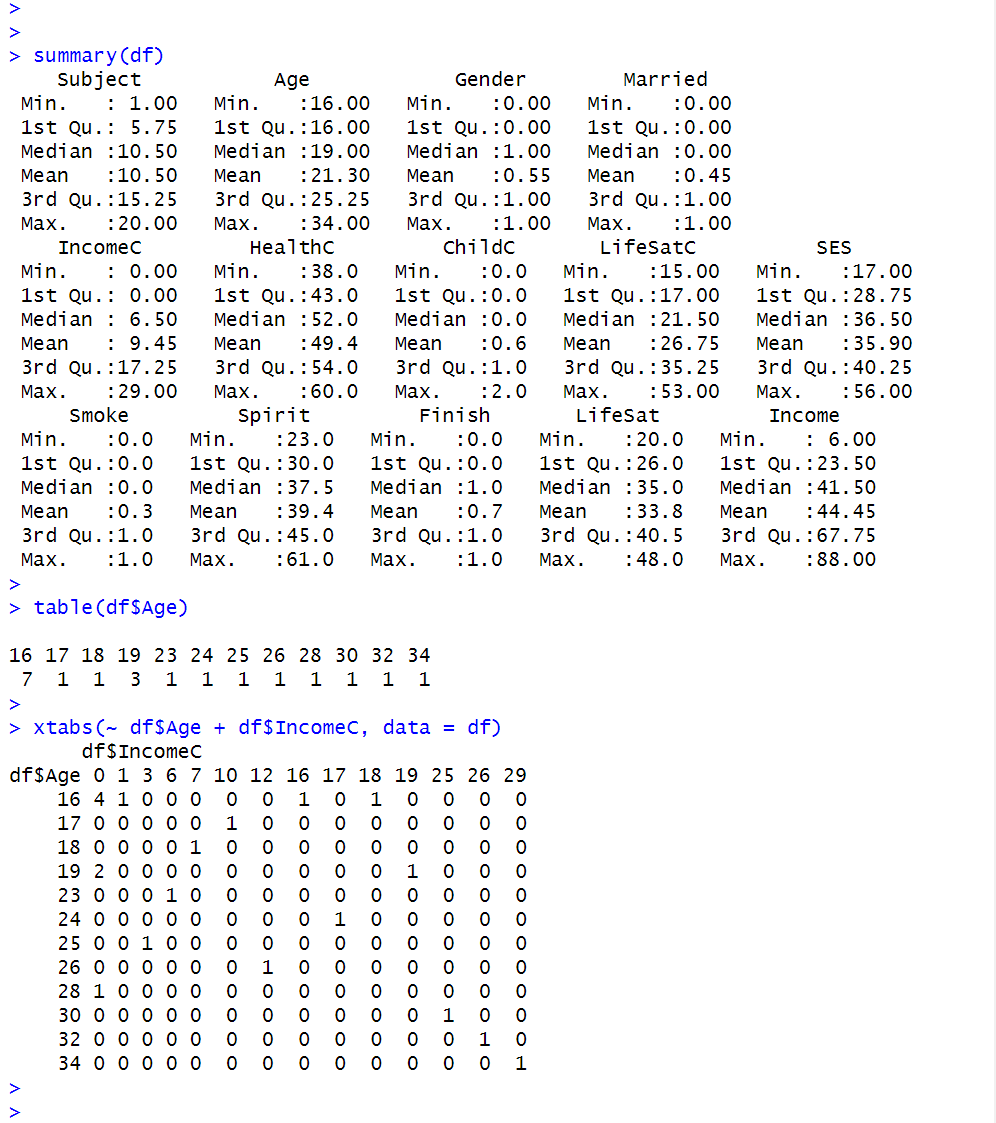 >
>
> summary(df)
    Subject           Age            Gender        Married    
 Min.   : 1.00   Min.   :16.00   Min.   :0.00   Min.   :0.00  
 1st Qu.: 5.75   1st Qu.:16.00   1st Qu.:0.00   1st Qu.:0.00  
 Median :10.50   Median :19.00   Median :1.00   Median :0.00  
 Mean   :10.50   Mean   :21.30   Mean   :0.55   Mean   :0.45  
 3rd Qu.:15.25   3rd Qu.:25.25   3rd Qu.:1.00   3rd Qu.:1.00  
 Max.   :20.00   Max.   :34.00   Max.   :1.00   Max.   :1.00  
    IncomeC         HealthC         ChildC       LifeSatC          SES       
 Min.   : 0.00   Min.   :38.0   Min.   :0.0   Min.   :15.00   Min.   :17.00  
 1st Qu.: 0.00   1st Qu.:43.0   1st Qu.:0.0   1st Qu.:17.00   1st Qu.:28.75  
 Median : 6.50   Median :52.0   Median :0.0   Median :21.50   Median :36.50  
 Mean   : 9.45   Mean   :49.4   Mean   :0.6   Mean   :26.75   Mean   :35.90  
 3rd Qu.:17.25   3rd Qu.:54.0   3rd Qu.:1.0   3rd Qu.:35.25   3rd Qu.:40.25  
 Max.   :29.00   Max.   :60.0   Max.   :2.0   Max.   :53.00   Max.   :56.00  
     Smoke         Spirit         Finish       LifeSat         Income     
 Min.   :0.0   Min.   :23.0   Min.   :0.0   Min.   :20.0   Min.   : 6.00  
 1st Qu.:0.0   1st Qu.:30.0   1st Qu.:0.0   1st Qu.:26.0   1st Qu.:23.50  
 Median :0.0   Median :37.5   Median :1.0   Median :35.0   Median :41.50  
 Mean   :0.3   Mean   :39.4   Mean   :0.7   Mean   :33.8   Mean   :44.45  
 3rd Qu.:1.0   3rd Qu.:45.0   3rd Qu.:1.0   3rd Qu.:40.5   3rd Qu.:67.75  
 Max.   :1.0   Max.   :61.0   Max.   :1.0   Max.   :48.0   Max.   :88.00  
>
> table(df$Age)

16 17 18 19 23 24 25 26 28 30 32 34
 7  1  1  3  1  1  1  1  1  1  1  1
>
> xtabs(~ df$Age + df$IncomeC, data = df)
      df$IncomeC
df$Age 0 1 3 6 7 10 12 16 17 18 19 25 26 29
    16 4 1 0 0 0  0  0  1  0  1  0  0  0  0
    17 0 0 0 0 0  1  0  0  0  0  0  0  0  0
    18 0 0 0 0 1  0  0  0  0  0  0  0  0  0
    19 2 0 0 0 0  0  0  0  0  0  1  0  0  0
    23 0 0 0 1 0  0  0  0  0  0  0  0  0  0
    24 0 0 0 0 0  0  0  0  1  0  0  0  0  0
    25 0 0 1 0 0  0  0  0  0  0  0  0  0  0
    26 0 0 0 0 0  0  1  0  0  0  0  0  0  0
    28 1 0 0 0 0  0  0  0  0  0  0  0  0  0
    30 0 0 0 0 0  0  0  0  0  0  0  1  0  0
    32 0 0 0 0 0  0  0  0  0  0  0  0  1  0
    34 0 0 0 0 0  0  0  0  0  0  0  0  0  1
>
>